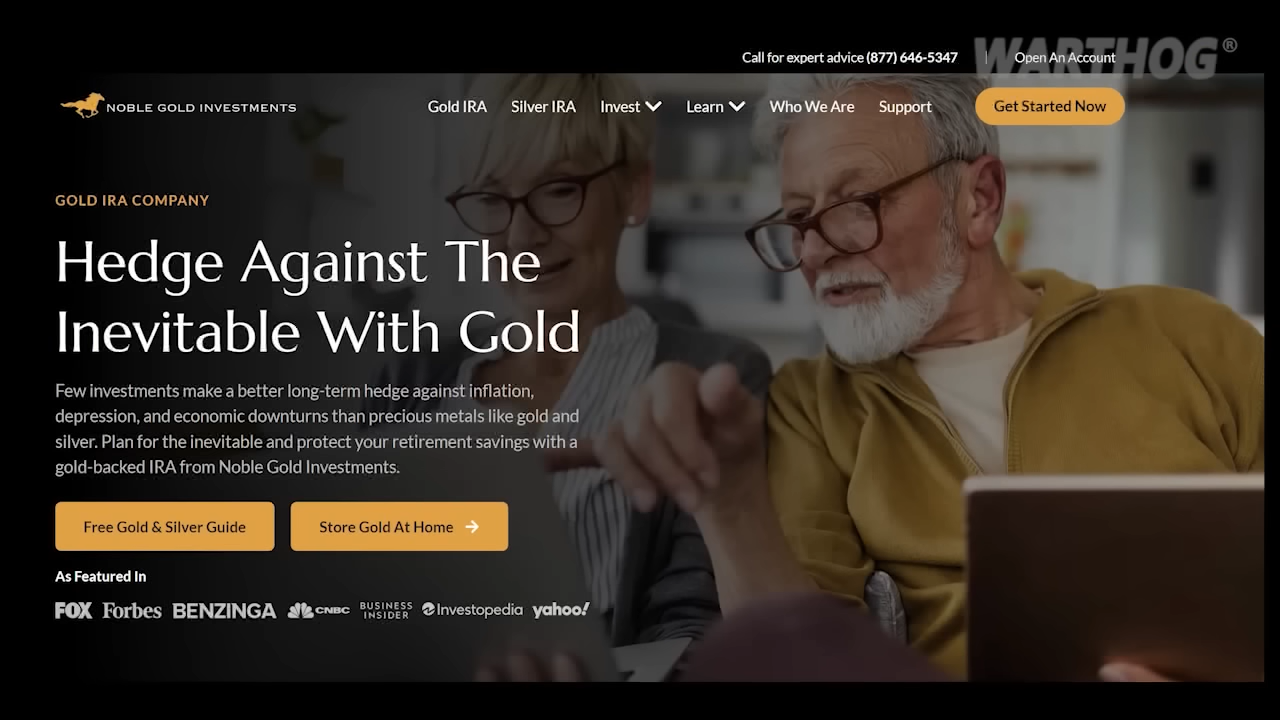 WARTHOG®
Call for expert advice (877) 646-5347 | Open An Account
NOBLE GOLD INVESTMENTS
Gold IRA Silver IRA Invest Learn Who We Are Support Get Started Now
GOLD IRA COMPANY
Hedge Against The
Inevitable With Gold
Few investments make a better long-term hedge against inflation,
depression, and economic downturns than precious metals like gold and
silver. Plan for the inevitable and protect your retirement savings with a
gold-backed IRA from Noble Gold Investments.
Free Gold & Silver Guide Store Gold At Home →
As Featured In
FOX Forbes BENZINGA CNBC BUSINESS INSIDER Investopedia yahoo!